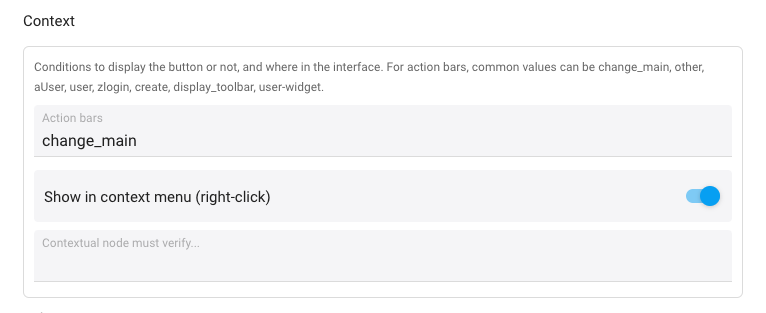 Context
Conditions to display the button or not, and where in the interface. For action bars, common values can be change_main, other,
aUser, user, zlogin, create, display_toolbar, user-widget.
Action bars
change_main
Show in context menu (right-click)
Contextual node must verify...